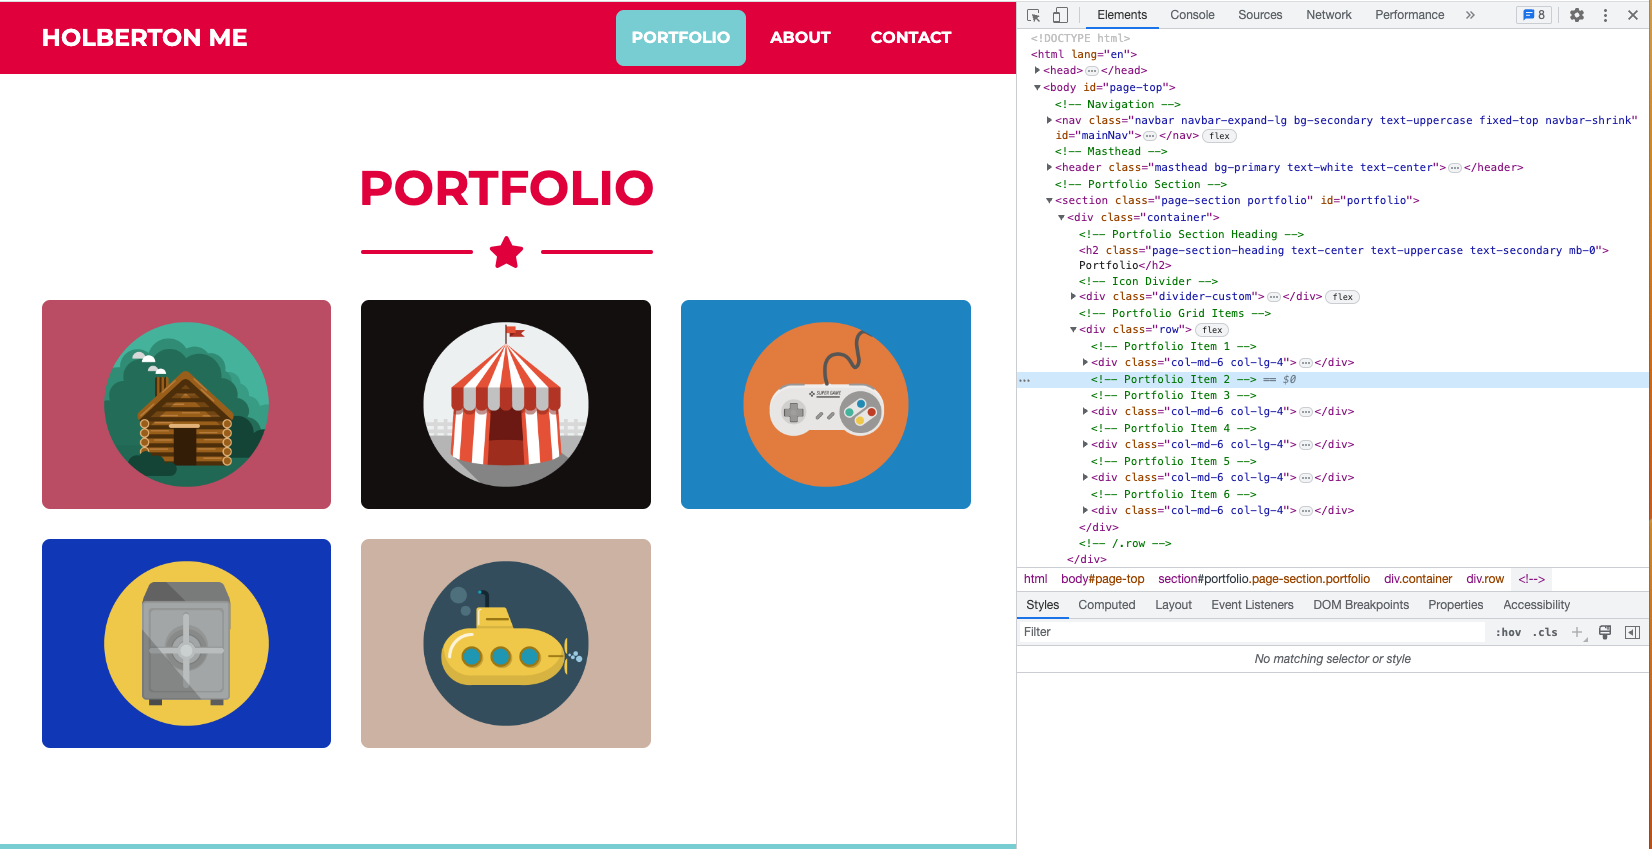 HOLBERTON ME
PORTFOLIO
ABOUT
CONTACT
PORTFOLIO
SUPER GAME
Elements
Console
Sources
Network
Performance
»
8
<!DOCTYPE html>
<html lang="en">
<head>…</head>
<body id="page-top">
<!-- Navigation -->
<nav class="navbar navbar-expand-lg bg-secondary text-uppercase fixed-top navbar-shrink"
id="mainNav">…</nav> flex
<!-- Masthead -->
<header class="masthead bg-primary text-white text-center">…</header>
<!-- Portfolio Section -->
<section class="page-section portfolio" id="portfolio">
<div class="container">
<!-- Portfolio Section Heading -->
<h2 class="page-section-heading text-center text-uppercase text-secondary mb-0">
Portfolio</h2>
<!-- Icon Divider -->
<div class="divider-custom">…</div> flex
<!-- Portfolio Grid Items -->
<div class="row"> flex
<!-- Portfolio Item 1 -->
<div class="col-md-6 col-lg-4">…</div>
… <!-- Portfolio Item 2 --> == $0
<!-- Portfolio Item 3 -->
<div class="col-md-6 col-lg-4">…</div>
<!-- Portfolio Item 4 -->
<div class="col-md-6 col-lg-4">…</div>
<!-- Portfolio Item 5 -->
<div class="col-md-6 col-lg-4">…</div>
<!-- Portfolio Item 6 -->
<div class="col-md-6 col-lg-4">…</div>
</div>
<!-- /.row -->
</div>
html body#page-top section#portfolio.page-section.portfolio div.container div.row <!-->
Styles Computed Layout Event Listeners DOM Breakpoints Properties Accessibility
Filter
:hov .cls +
No matching selector or style